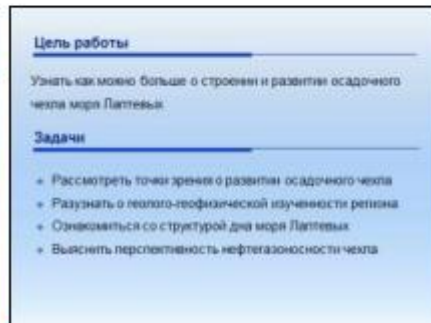 Цель работы
Узнать как можно больше о строении и развитии осадочного
чехла моря Лаптевых
Задачи
Рассмотреть точки зрения о развитии осадочного чехла
Разузнать о геолого-геофизической изученности региона
Ознакомиться со структурой дна моря Лаптевых
Выяснить перспективность нефтегазоносности чехла